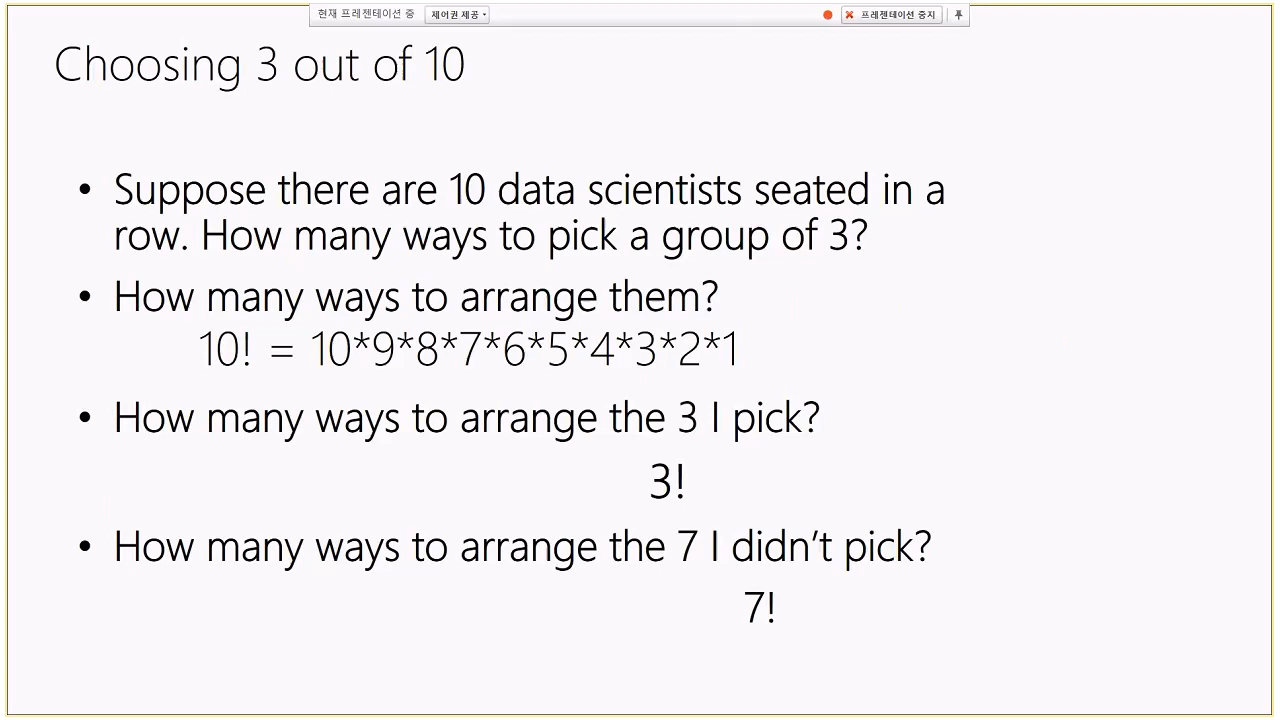 현재 프레젠테이션 중 제어권 제공 프레젠테이션 중지
Choosing 3 out of 10
• Suppose there are 10 data scientists seated in a
row. How many ways to pick a group of 3?
• How many ways to arrange them?
10! = 10*9*8*7*6*5*4*3*2*1
• How many ways to arrange the 3 I pick?
3!
• How many ways to arrange the 7 I didn’t pick?
7!